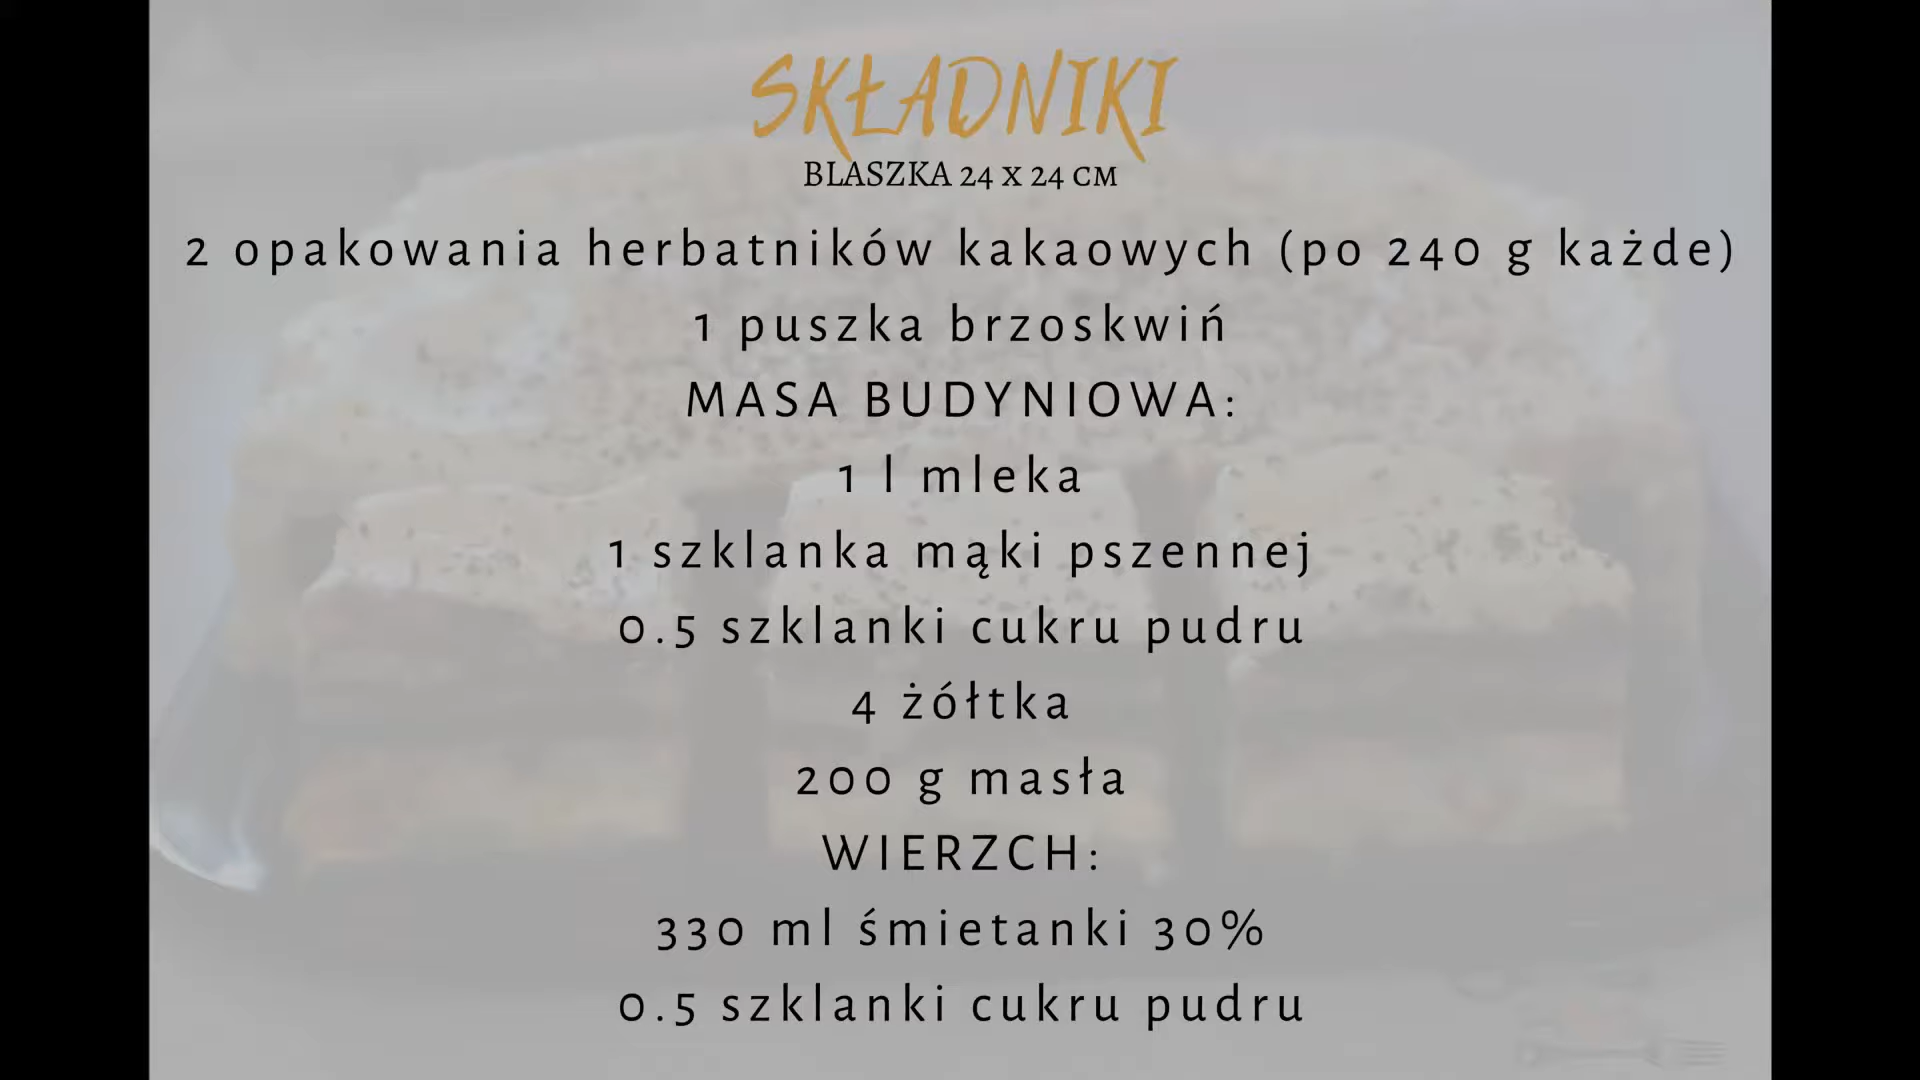 SKŁADNIKI
BLASZKA 24 X 24 CM
2 opakowania herbatników kakaowych (po 240 g każde)
1 puszka brzoskwiń
MASA BUDYNIOWA:
1 l mleka
1 szklanka mąki pszennej
0.5 szklanki cukru pudru
4 żółtka
200 g masła
WIERZCH:
330 ml śmietanki 30%
0.5 szklanki cukru pudru